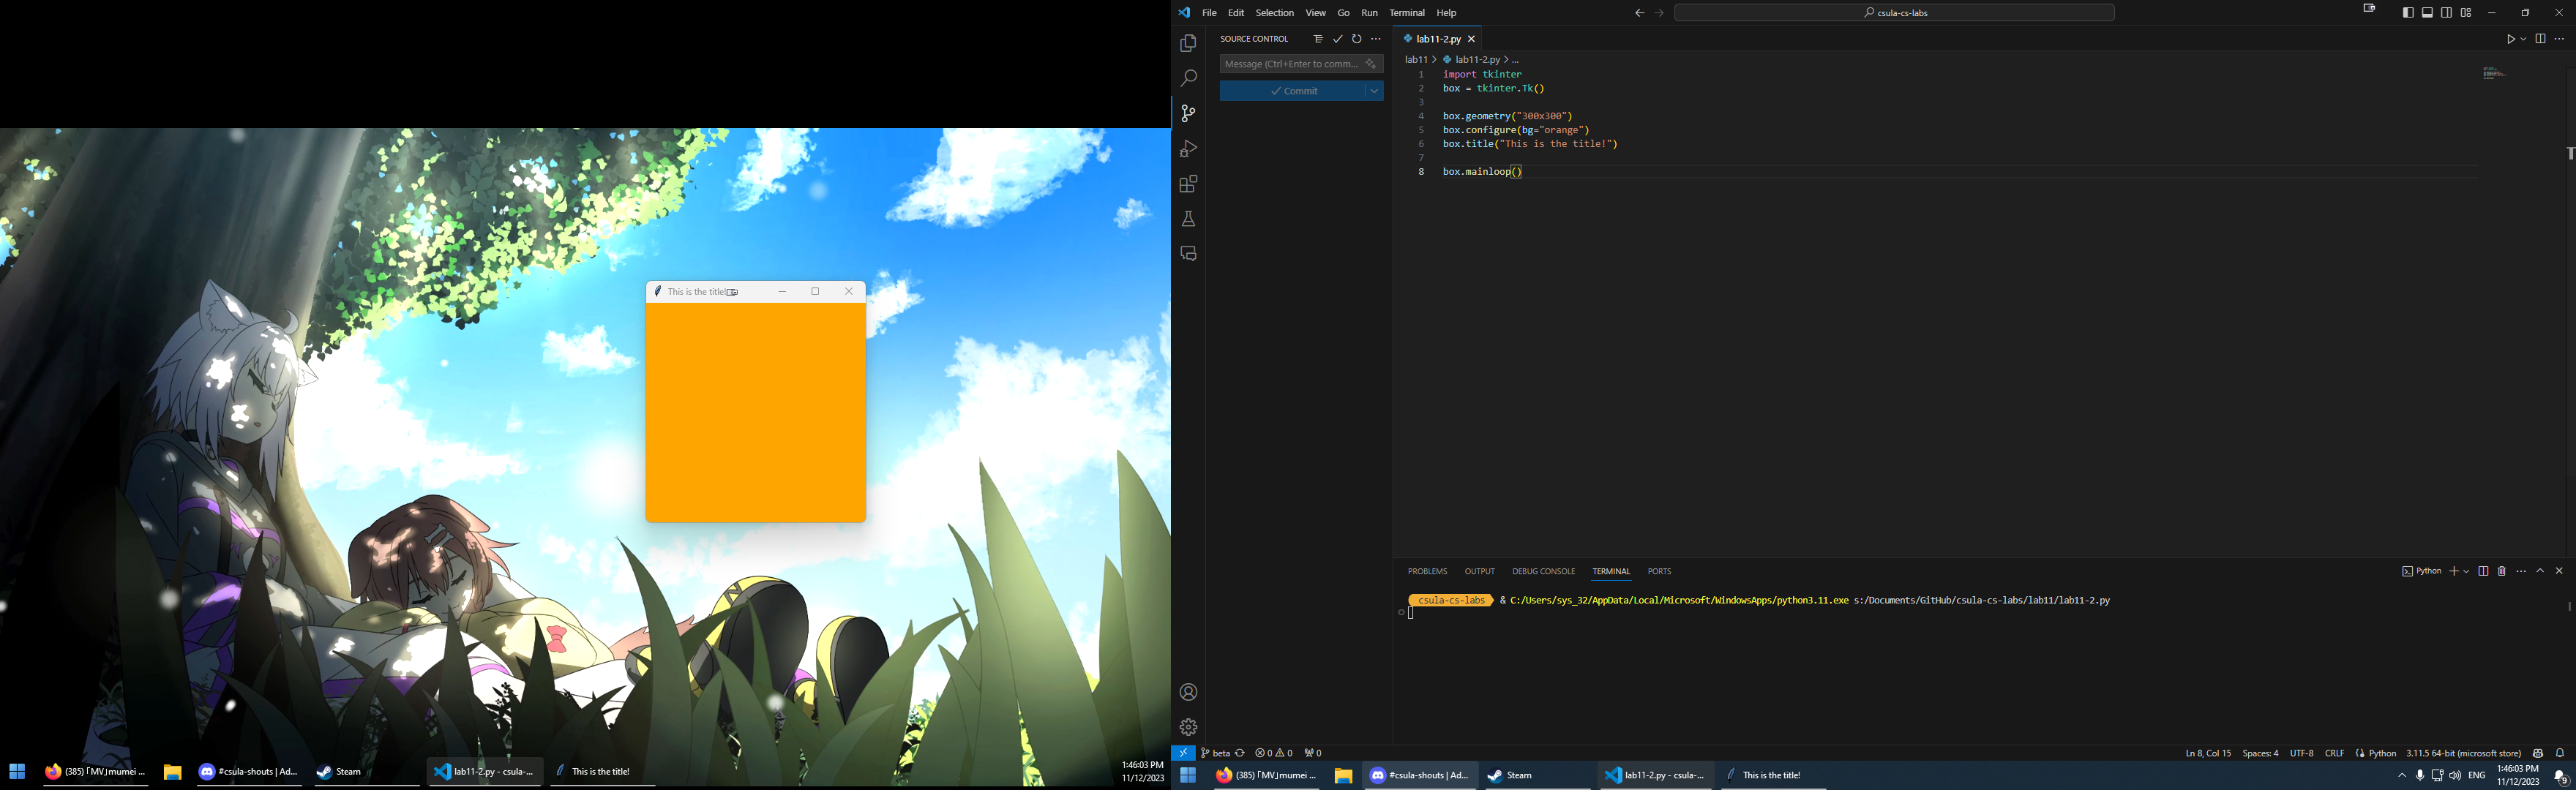 This is the title!
(385) ｢MV｣mumei ...
#csula-shouts | Ad...
Steam
lab11-2.py - csula-...
This is the title!
1:46:03 PM
11/12/2023
File Edit Selection View Go Run Terminal Help
csula-cs-labs
SOURCE CONTROL
Message (Ctrl+Enter to comm...
Commit
lab11-2.py
lab11 > lab11-2.py > ...
1 import tkinter
2 box = tkinter.Tk()
3
4 box.geometry("300x300")
5 box.configure(bg="orange")
6 box.title("This is the title!")
7
8 box.mainloop()
PROBLEMS OUTPUT DEBUG CONSOLE TERMINAL PORTS
Python
csula-cs-labs & C:/Users/sys_32/AppData/Local/Microsoft/WindowsApps/python3.11.exe s:/Documents/GitHub/csula-cs-labs/lab11/lab11-2.py
beta 0 0 0
Ln 8, Col 15 Spaces: 4 UTF-8 CRLF Python 3.11.5 64-bit (microsoft store)
(385) ｢MV｣mumei ...
#csula-shouts | Ad...
Steam
lab11-2.py - csula-...
This is the title!
ENG
1:46:03 PM
11/12/2023
9